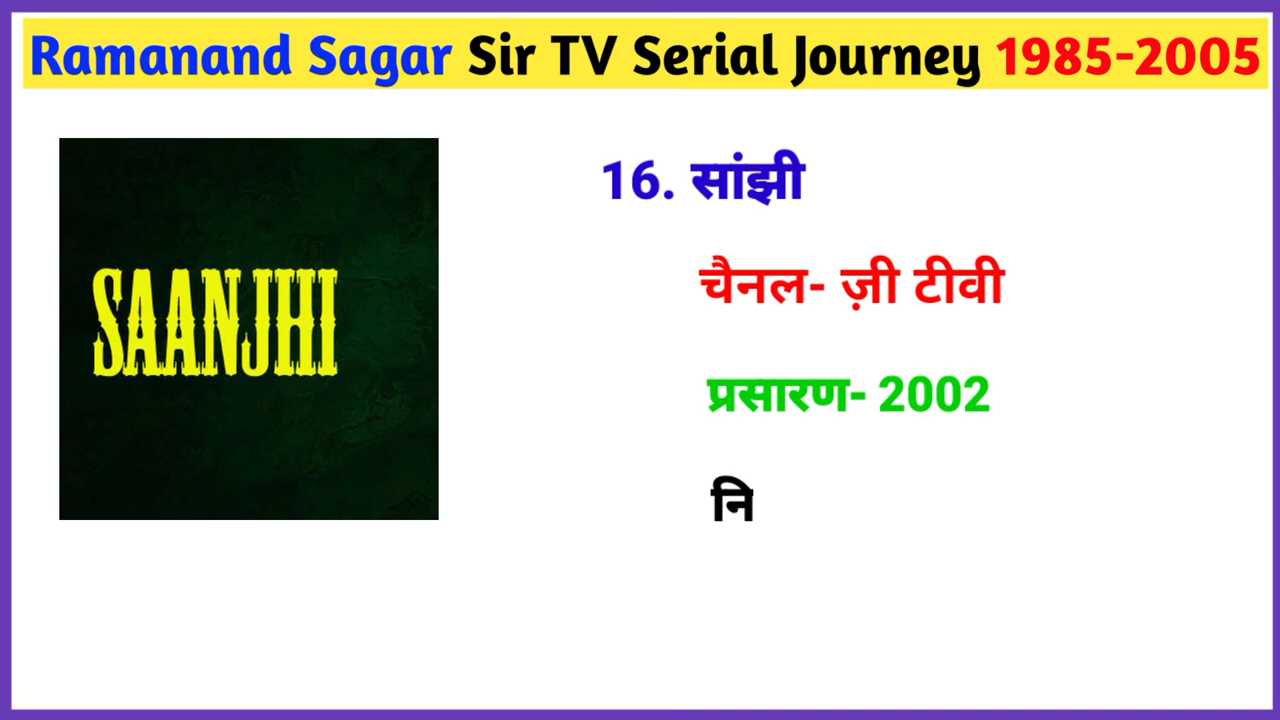 Ramanand Sagar Sir TV Serial Journey 1985-2005
SAANJHI
16. सांझी
चैनल- ज़ी टीवी
प्रसारण- 2002
नि